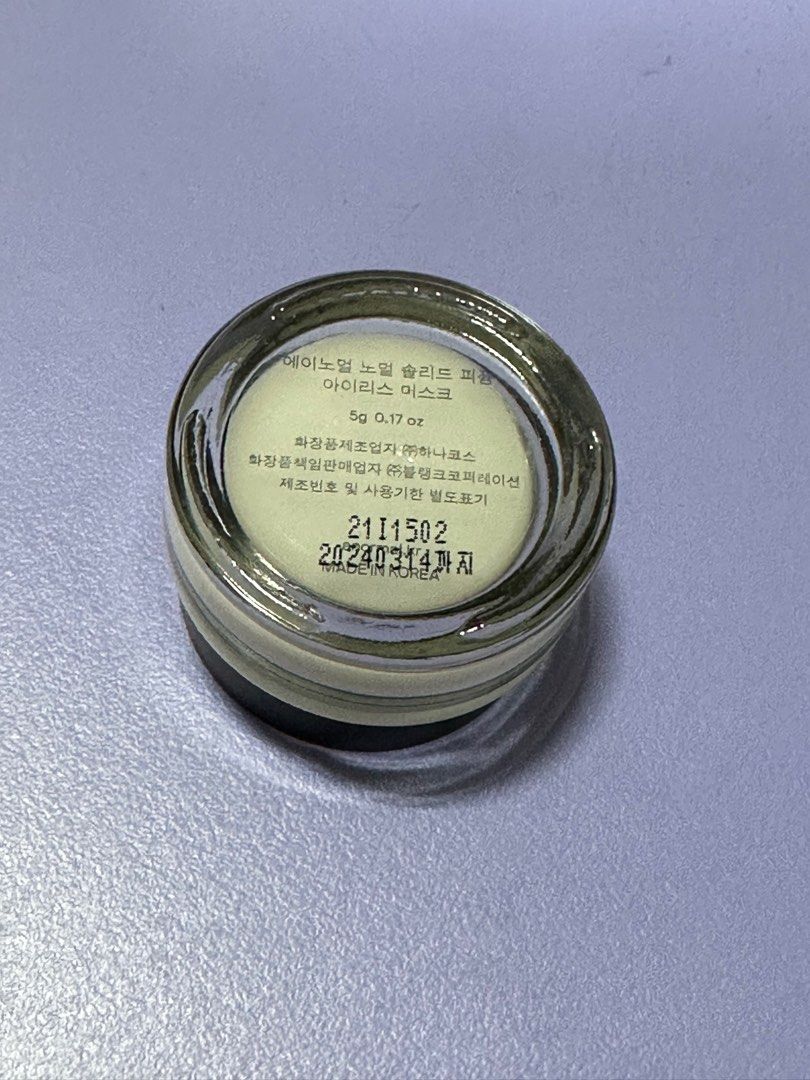 에이노멀 노멀 솔리드 퍼퓸
아이리스 머스크
5g 0.17 oz
화장품제조업자 ㈜하나코스
화장품책임판매업자 ㈜블랭크코퍼레이션
제조번호 및 사용기한 별도표기
21I1502
20240314까지
MADE IN KOREA